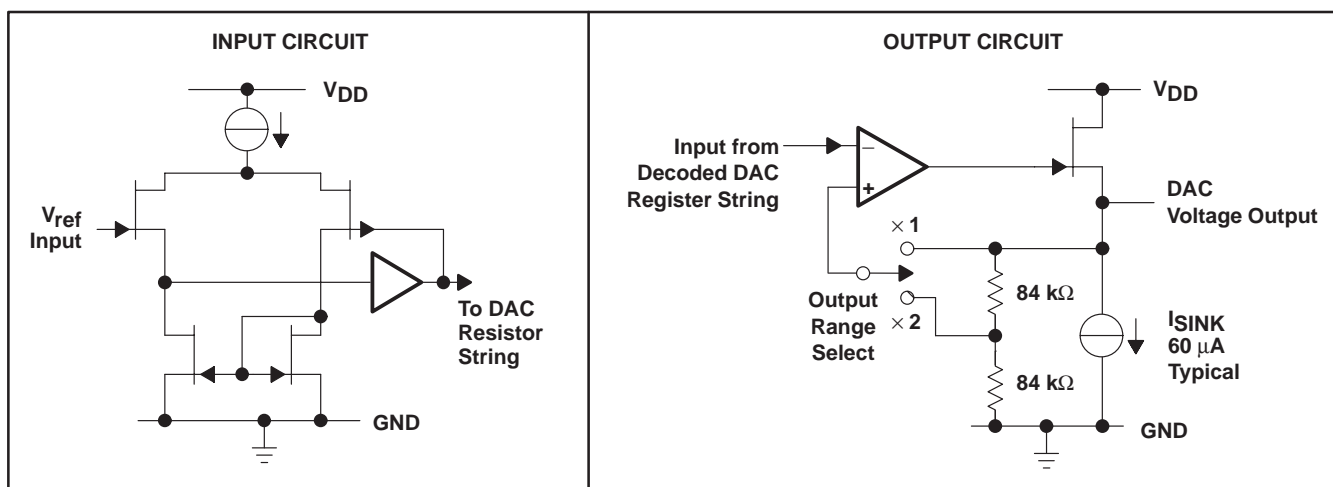 INPUT CIRCUIT
VDD
Vref
Input
To DAC
Resistor
String
GND
OUTPUT CIRCUIT
VDD
Input from
Decoded DAC
Register String
−
+
DAC
Voltage Output
× 1
84 kΩ
Output
Range
Select
× 2
ISINK
60 μA
Typical
84 kΩ
GND